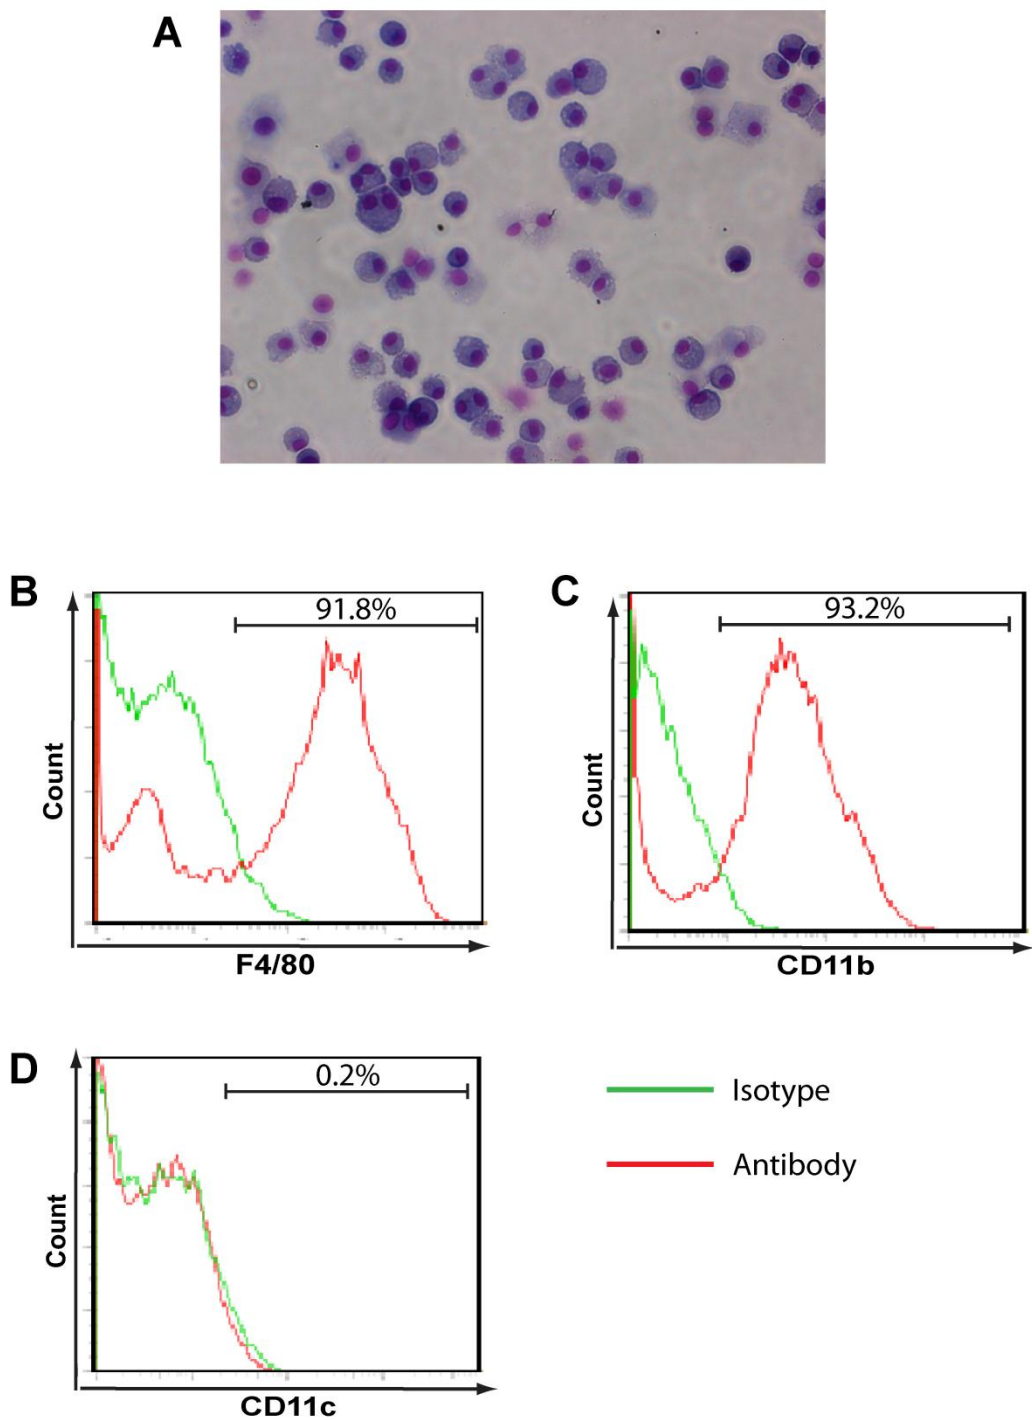 A
B
91.8%
Count
F4/80
C
93.2%
Count
CD11b
D
0.2%
Count
CD11c
Isotype
Antibody